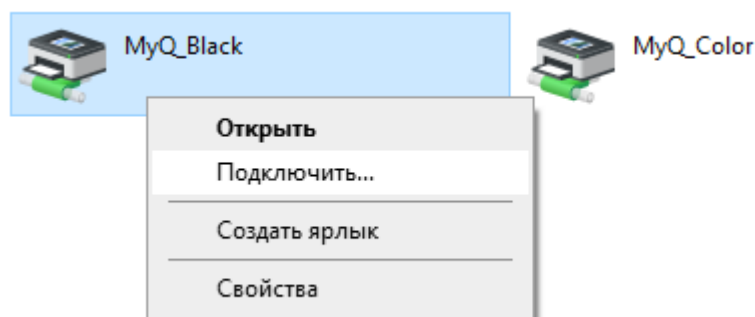 MyQ_Black
MyQ_Color
Открыть
Подключить...
Создать ярлык
Свойства